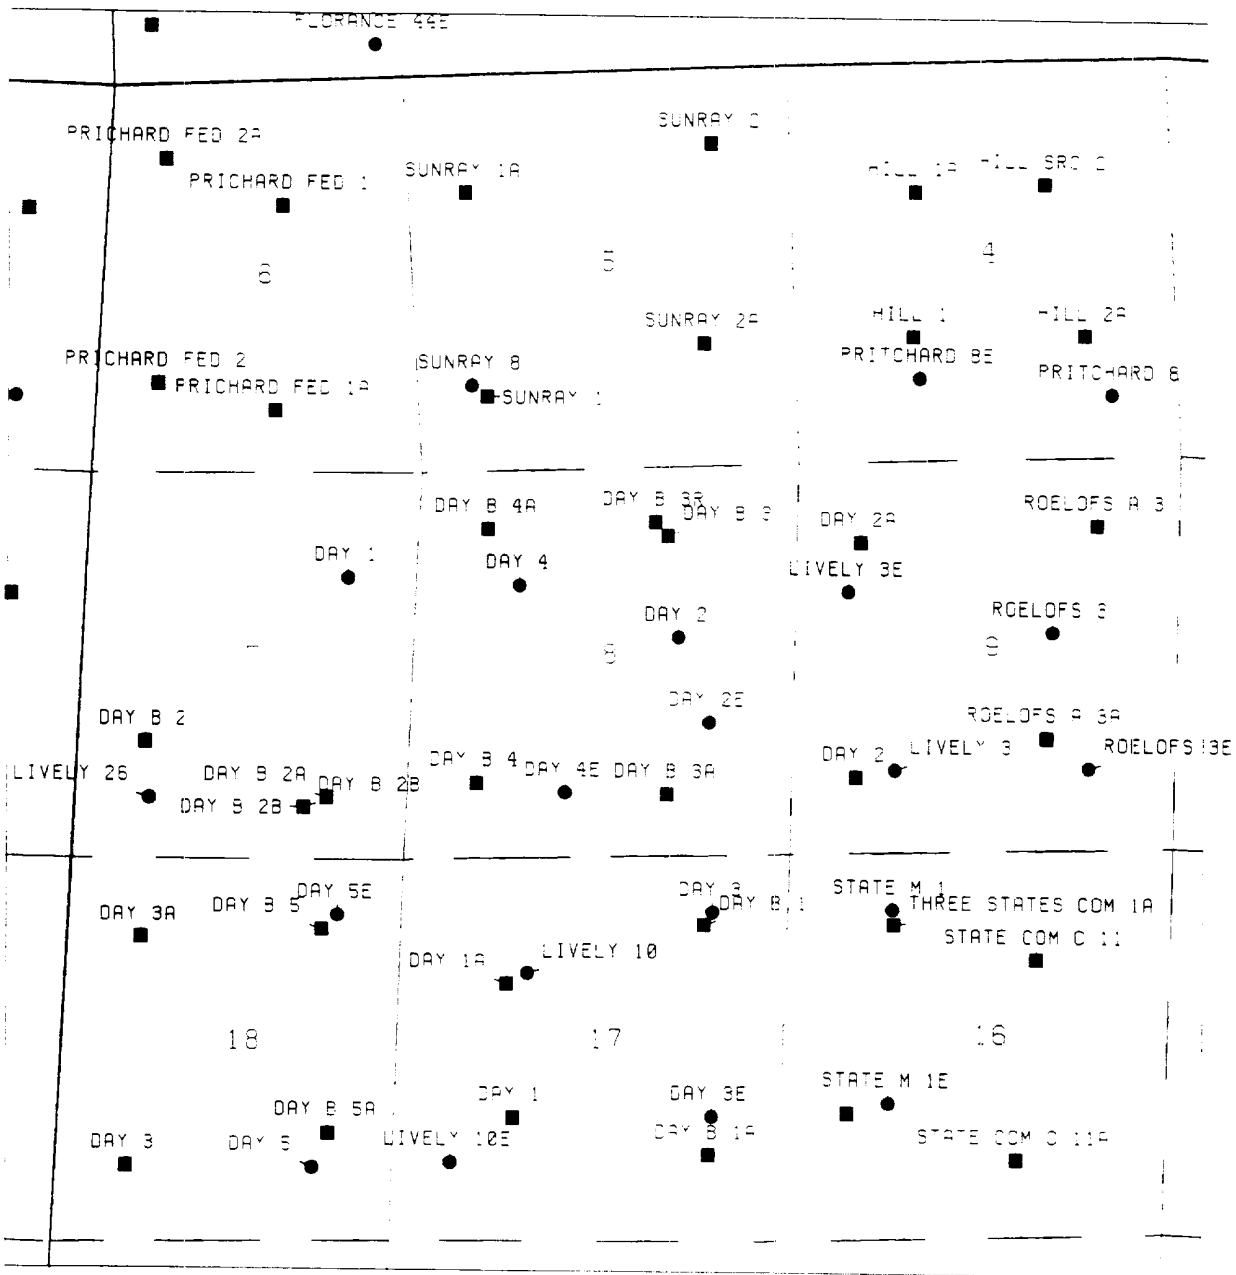 FLORANCE 44E
PRICHARD FED 2A
SUNRAY
PRICHARD FED 1
SUNRAY 1A
HILL 1A
HILL SRC
6
5
4
SUNRAY 2A
HILL 1
HILL 2A
PRICHARD FED 2
PRICHARD FED 1A
SUNRAY 8
SUNRAY 1
PRITCHARD 8E
PRITCHARD 8
DAY B 4A
DAY B 3R
DAY B 3
DAY 2A
ROELOFS A 3
DAY 1
DAY 4
LIVELY 3E
DAY 2
ROELOFS 3
8
9
DAY 2E
DAY B 2
ROELOFS A 3A
LIVELY 26
DAY B 2A
DAY B 2B
DAY B 2B
DAY B 4
DAY 4E
DAY B 3A
DAY 2
LIVELY 3
ROELOFS 3E
DAY 3A
DAY B 5
DAY 5E
DAY 3
DAY B 1
STATE M 1
THREE STATES COM 1A
STATE COM C 11
DAY 1A
LIVELY 10
18
17
16
DAY B 5A
DAY 1
DAY 3E
STATE M 1E
DAY 3
DAY 5
LIVELY 10E
DAY B 1A
STATE COM C 11A